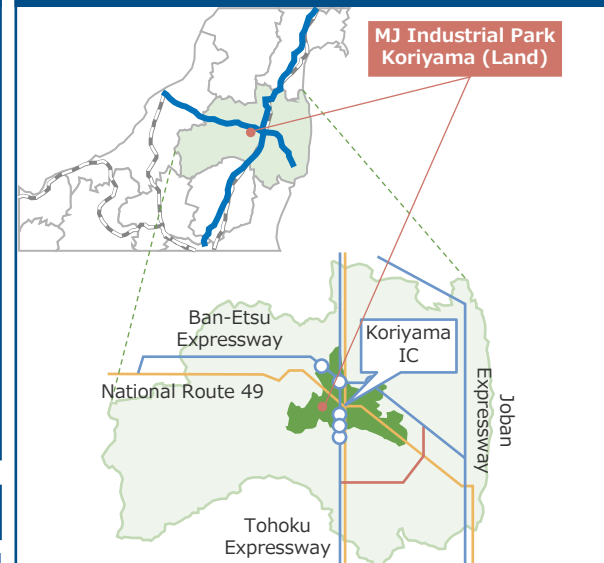 MJ Industrial Park
Koriyama (Land)
Ban-Etsu
Expressway
Koriyama
IC
National Route 49
Joban
Expressway
Tohoku
Expressway